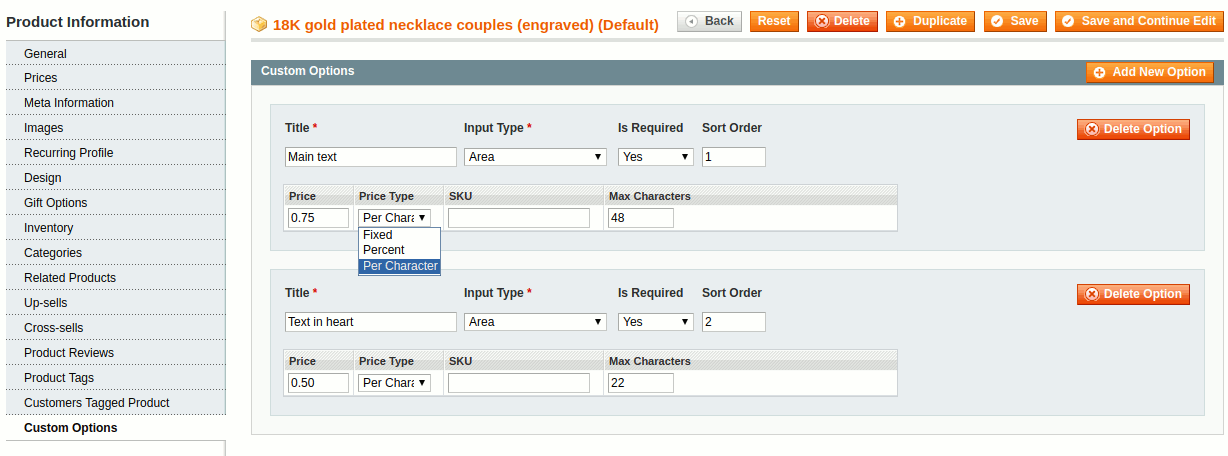 Product Information
General
Prices
Meta Information
Images
Recurring Profile
Design
Gift Options
Inventory
Categories
Related Products
Up-sells
Cross-sells
Product Reviews
Product Tags
Customers Tagged Product
Custom Options
18K gold plated necklace couples (engraved) (Default) Back Reset Delete Duplicate Save Save and Continue Edit
Custom Options Add New Option
Title * Input Type * Is Required Sort Order Delete Option
Main text Area Yes 1
Price Price Type SKU Max Characters
0.75 Per Chara 48
Fixed
Percent
Per Character
Title * Input Type * Is Required Sort Order Delete Option
Text in heart Area Yes 2
Price Price Type SKU Max Characters
0.50 Per Chara 22